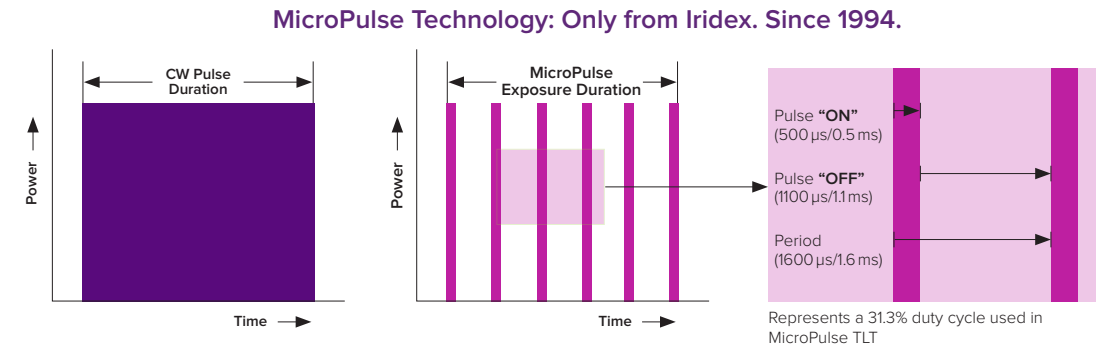 MicroPulse Technology: Only from Iridex. Since 1994.
CW Pulse
Duration
Power
Time
MicroPulse
Exposure Duration
Power
Time
Pulse “ON”
(500 µs/0.5 ms)
Pulse “OFF”
(1100 µs/1.1 ms)
Period
(1600 µs/1.6 ms)
Represents a 31.3% duty cycle used in
MicroPulse TLT